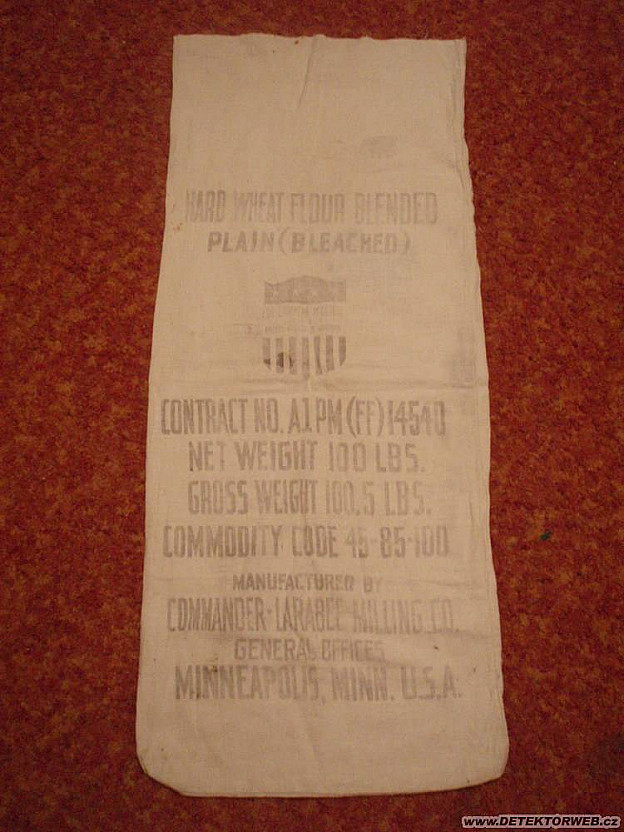 HARD WHEAT FLOUR BLENDED
PLAIN (BLEACHED)
CONTRACT NO. A1PM(FF)14540
NET WEIGHT 100 LBS.
GROSS WEIGHT 100.5 LBS.
COMMODITY CODE 45-85-100
MANUFACTURED BY
COMMANDER-LARABEE MILLING CO.
GENERAL OFFICES
MINNEAPOLIS, MINN. U.S.A.
WWW.DETEKTORWEB.CZ